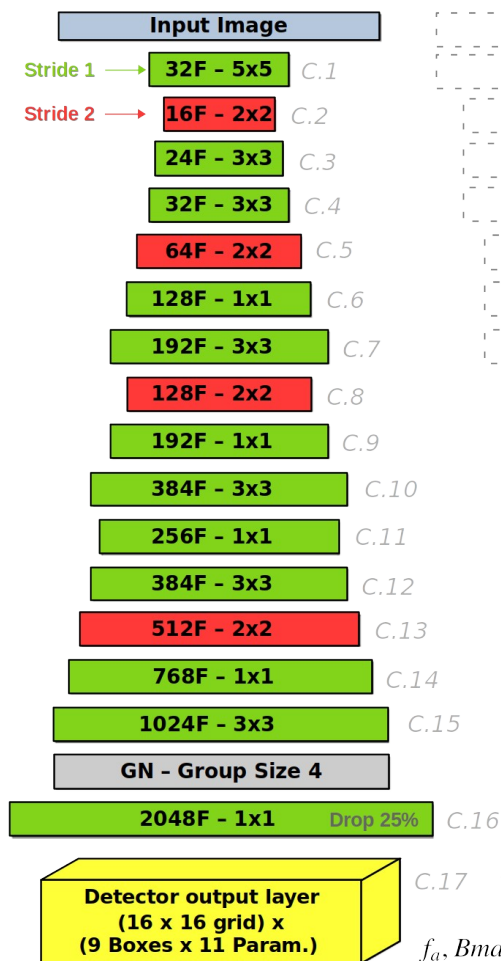 Input Image
Stride 1 32F – 5x5 C.1
Stride 2 16F – 2x2 C.2
24F – 3x3 C.3
32F – 3x3 C.4
64F – 2x2 C.5
128F – 1x1 C.6
192F – 3x3 C.7
128F – 2x2 C.8
192F – 1x1 C.9
384F – 3x3 C.10
256F – 1x1 C.11
384F – 3x3 C.12
512F – 2x2 C.13
768F – 1x1 C.14
1024F – 3x3 C.15
GN – Group Size 4
2048F – 1x1 Drop 25% C.16
C.17
Detector output layer
(16 x 16 grid) x
(9 Boxes x 11 Param.)
fₐ,